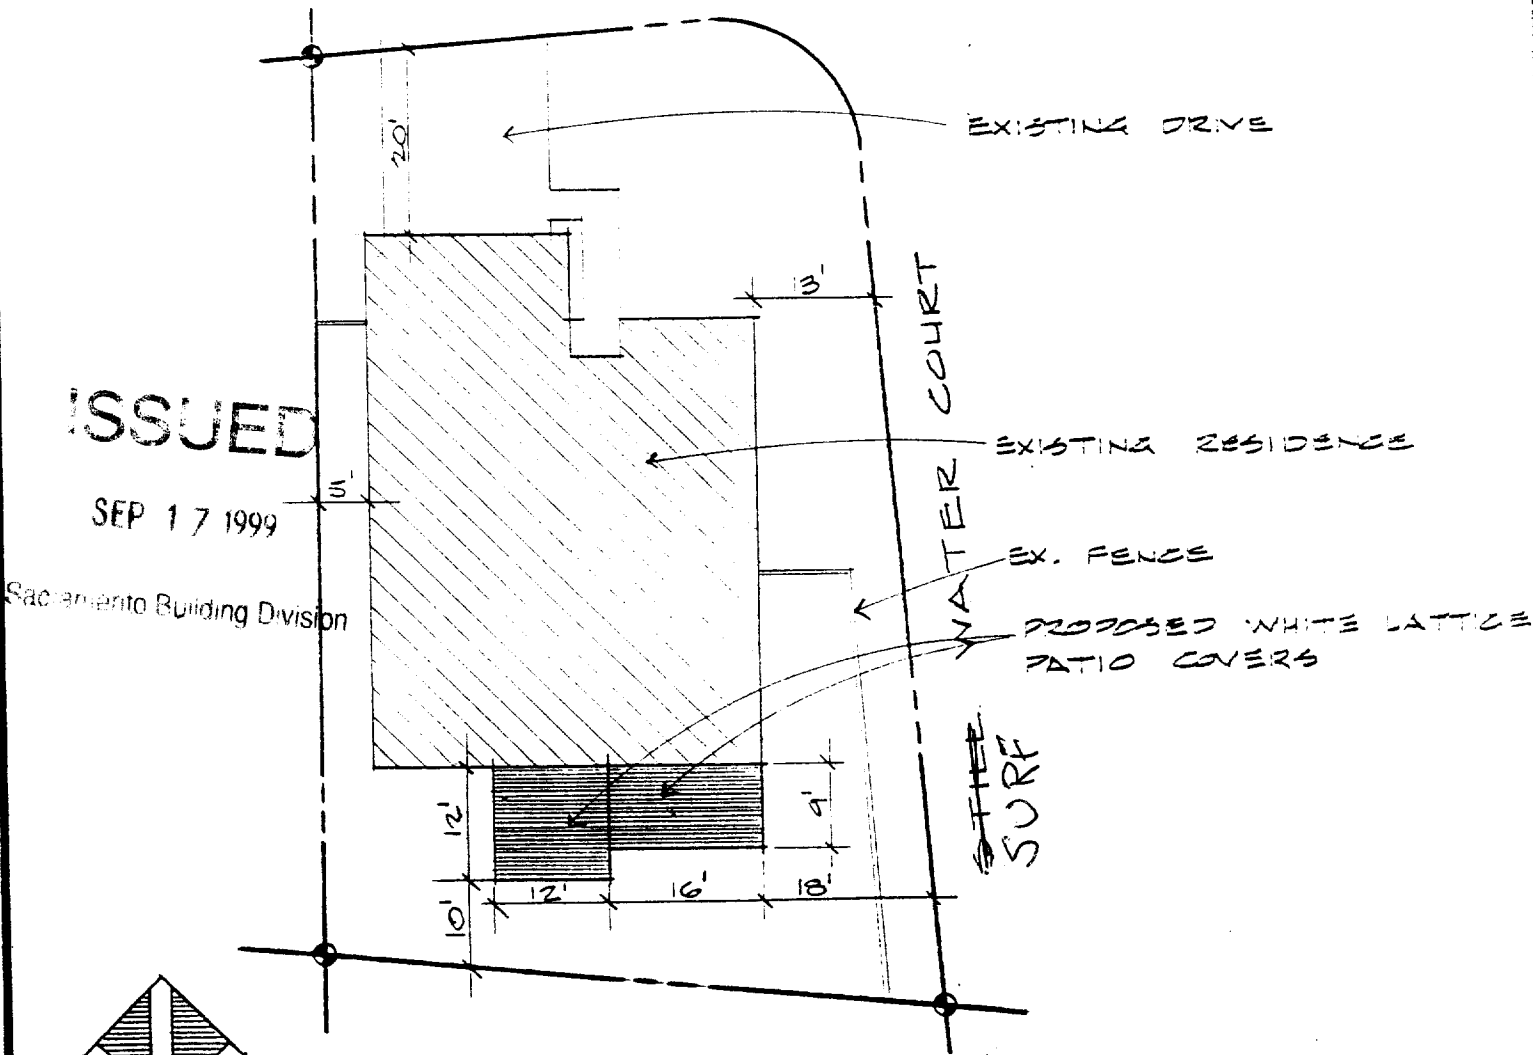 EXISTING DRIVE
20'
13'
ISSUED
SEP 17 1999
Sacramento Building Division
5'
EXISTING RESIDENCE
EX. FENCE
PROPOSED WHITE LATTICE
PATIO COVERS
SURF
WATER COURT
12'
9'
12'
16'
18'
10'